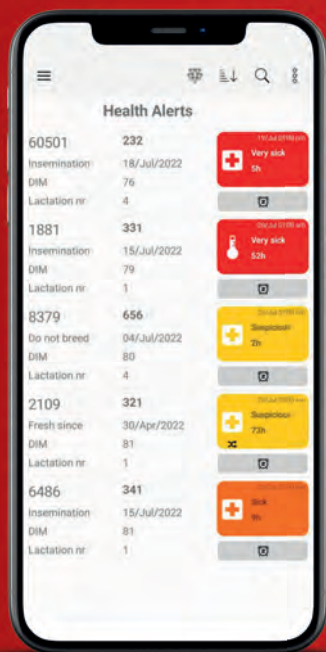 Health Alerts
60501 232
Very sick
Insemination 18/Jul/2022
5h
DIM 76
Lactation nr 4
1881 331
Very sick
Insemination 15/Jul/2022
52h
DIM 79
Lactation nr 1
8379 656
Suspicious
Do not breed 04/Jul/2022
2h
DIM 80
Lactation nr 4
2109 321
Suspicious
Fresh since 30/Apr/2022
73h
DIM 81
Lactation nr 1
6486 341
Sick
Insemination 15/Jul/2022
9h
DIM 81
Lactation nr 1